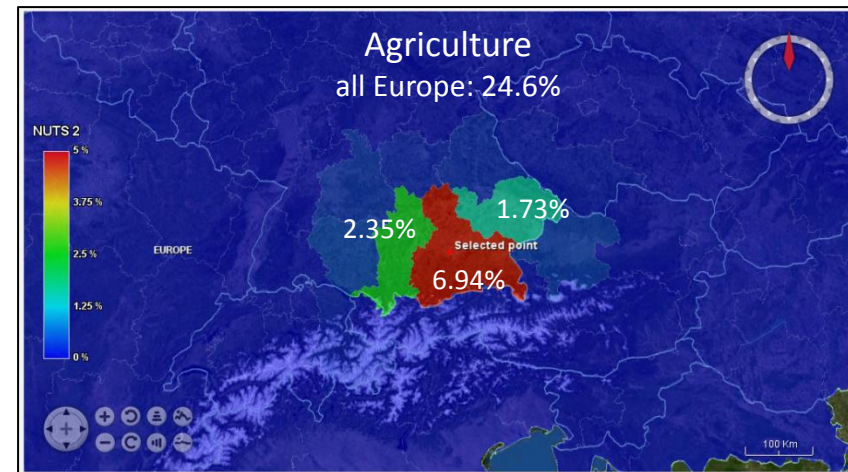 Agriculture
all Europe: 24.6%
NUTS 2
5 %
3.75 %
2.5 %
1.25 %
0 %
EUROPE
2.35%
1.73%
Selected point
6.94%
100 Km